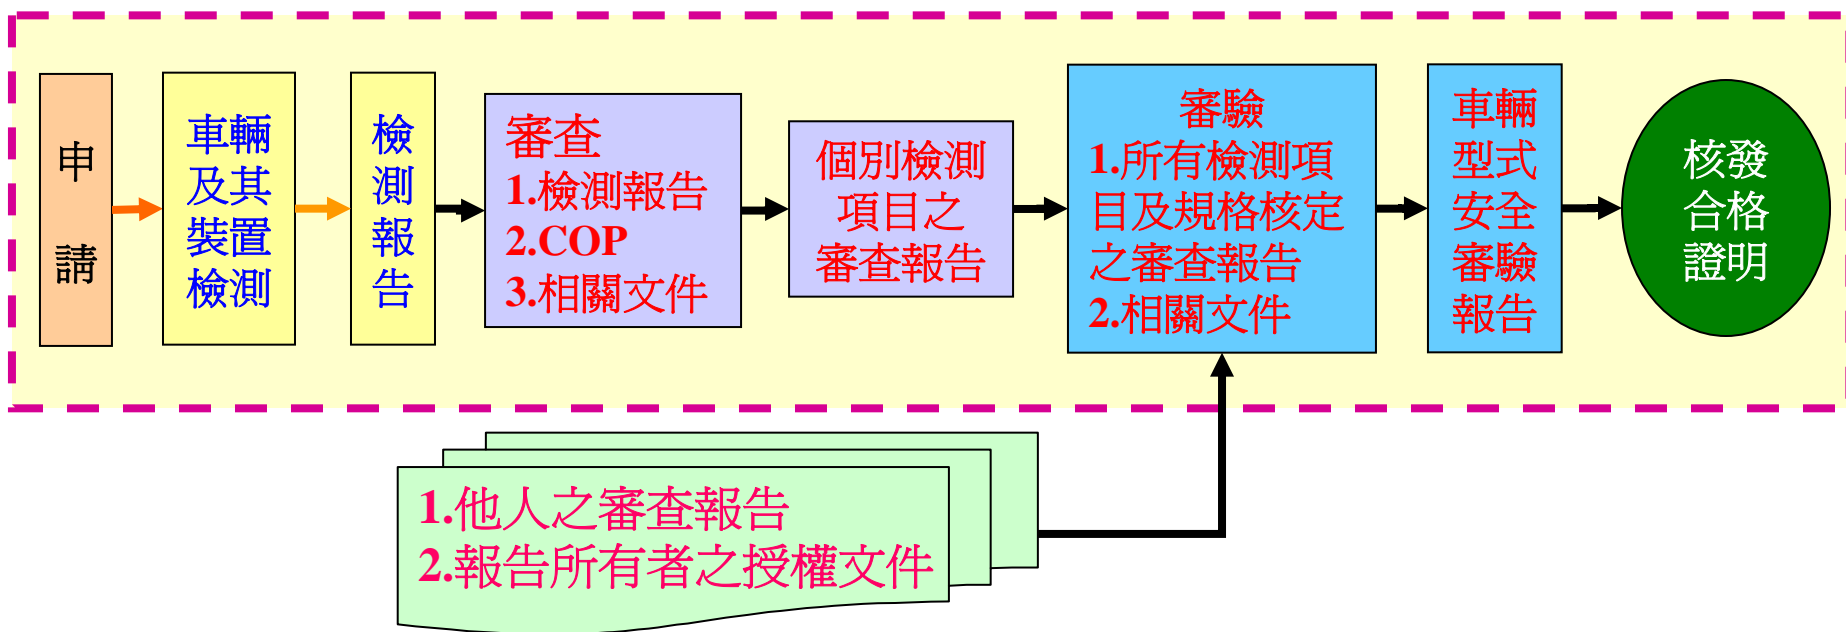 申
請
車輛
及其
裝置
檢測
檢
測
報
告
審查
1.檢測報告
2.COP
3.相關文件
個別檢測
項目之
審查報告
審驗
1.所有檢測項
目及規格核定
之審查報告
2.相關文件
車輛
型式
安全
審驗
報告
核發
合格
證明
1.他人之審查報告
2.報告所有者之授權文件